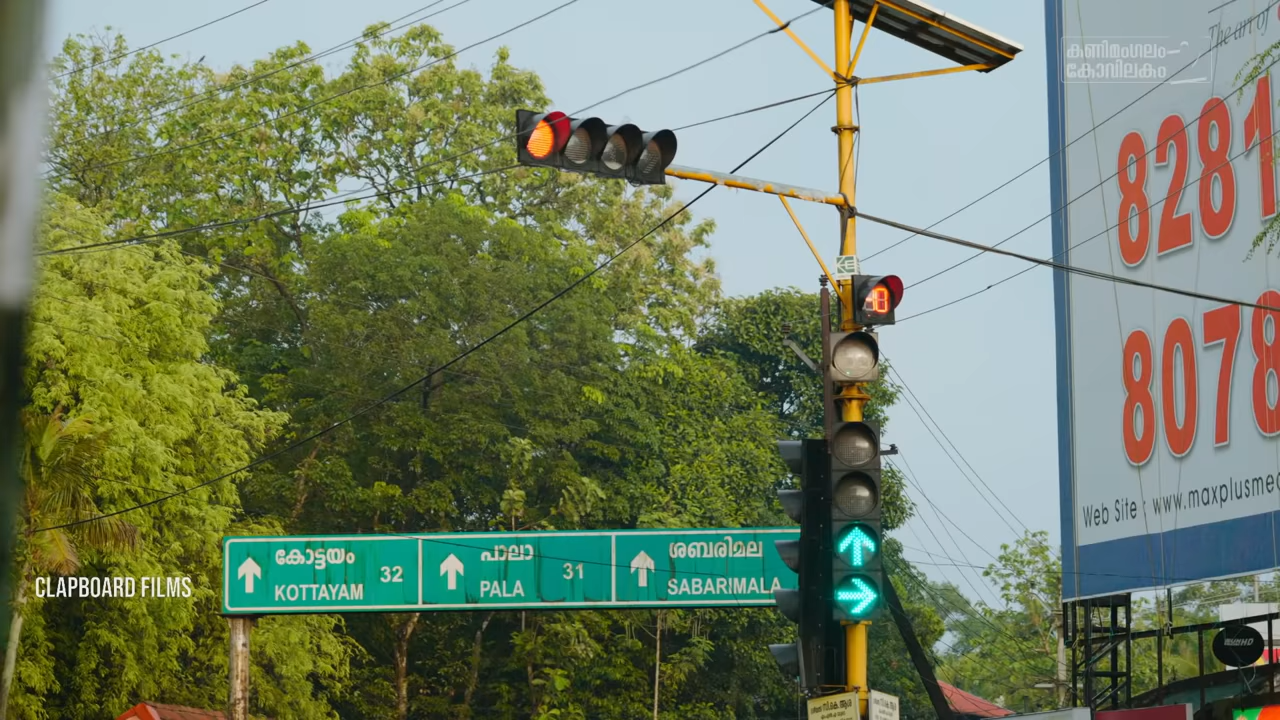 കണിമംഗലം
കോവിലകം
The art of
8281
8078
Web Site : www.maxplusmed
40
കോട്ടയം
KOTTAYAM 32
പാലാ
PALA 31
ശബരിമല
SABARIMALA
CLAPBOARD FILMS